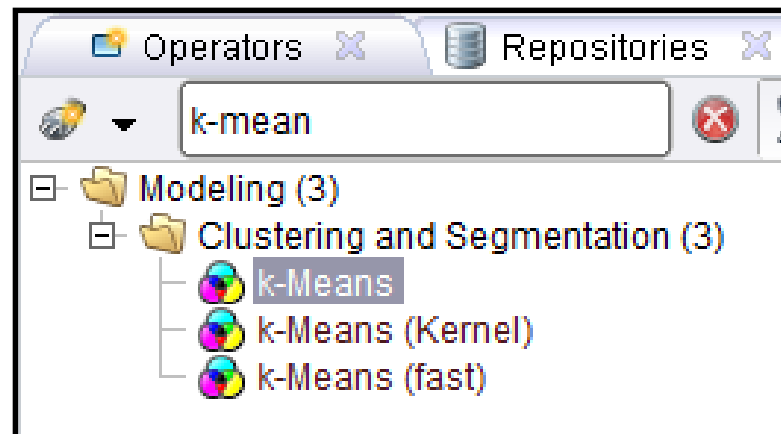 Operators Repositories
k-mean
Modeling (3)
Clustering and Segmentation (3)
k-Means
k-Means (Kernel)
k-Means (fast)